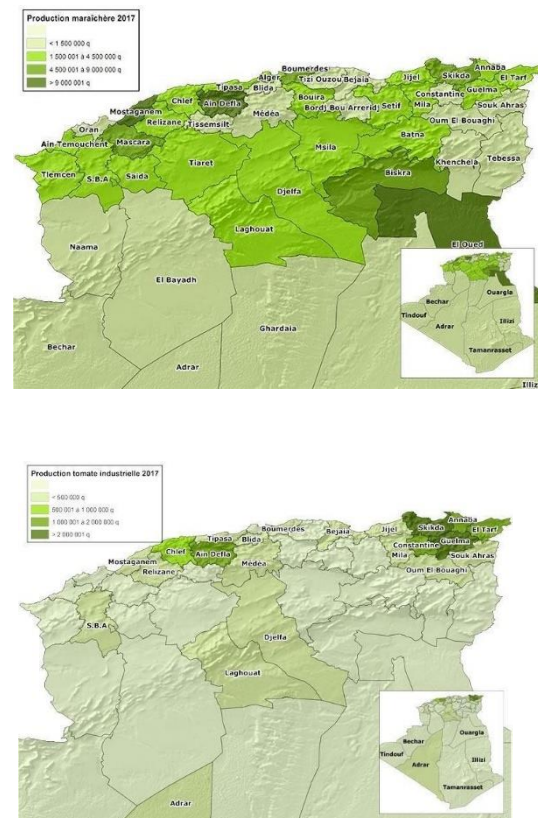 Production maraîchère 2017
< 1 500 000 q
1 500 001 à 4 500 000 q
4 500 001 à 9 000 000 q
> 9 000 001 q
Boumerdes
Annaba
Alger
Tizi Ouzou
Bejaia
Jijel
Skikda
El Tarf
Tipasa
Blida
Constantine
Guelma
Chlef
Ain Defla
Bouira
Bordj Bou Arreridj
Setif
Mila
Souk Ahras
Mostaganem
Médéa
Oum El Bouaghi
Oran
Relizane
Tissemsilt
Ain Temouchent
Mascara
Msila
Batna
Khenchela
Tebessa
Tlemcen
S.B.A
Saida
Tiaret
Djelfa
Biskra
Laghouat
El Oued
Naama
El Bayadh
Ghardaia
Bechar
Adrar
Illizi
Ouargla
Bechar
Tindouf
Adrar
Illizi
Tamanrasset
Production tomate industrielle 2017
< 500 000 q
500 001 à 1 000 000 q
1 000 001 à 2 000 000 q
> 2 000 001 q
Boumerdes
Annaba
Tipasa
Blida
Bejaia
Jijel
Skikda
El Tarf
Chlef
Ain Defla
Constantine
Guelma
Mila
Souk Ahras
Mostaganem
Relizane
Médéa
Oum El Bouaghi
S.B.A
Djelfa
Laghouat
Adrar
Ouargla
Bechar
Tindouf
Adrar
Illizi
Tamanrasset